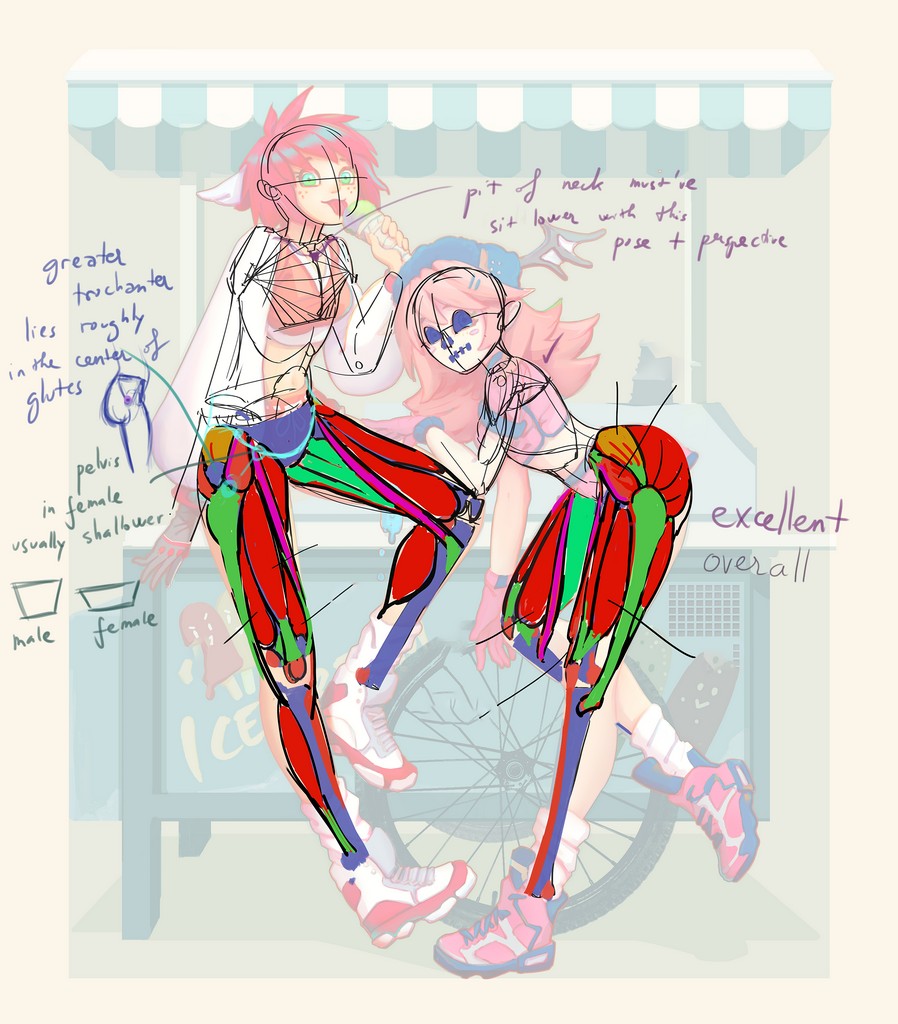 pit of neck must've
sit lower with this
pose + perspective
greater
trochanter
lies roughly
in the center of
glutes
pelvis
in female
usually shallower.
male
female
excellent
overall
ICE